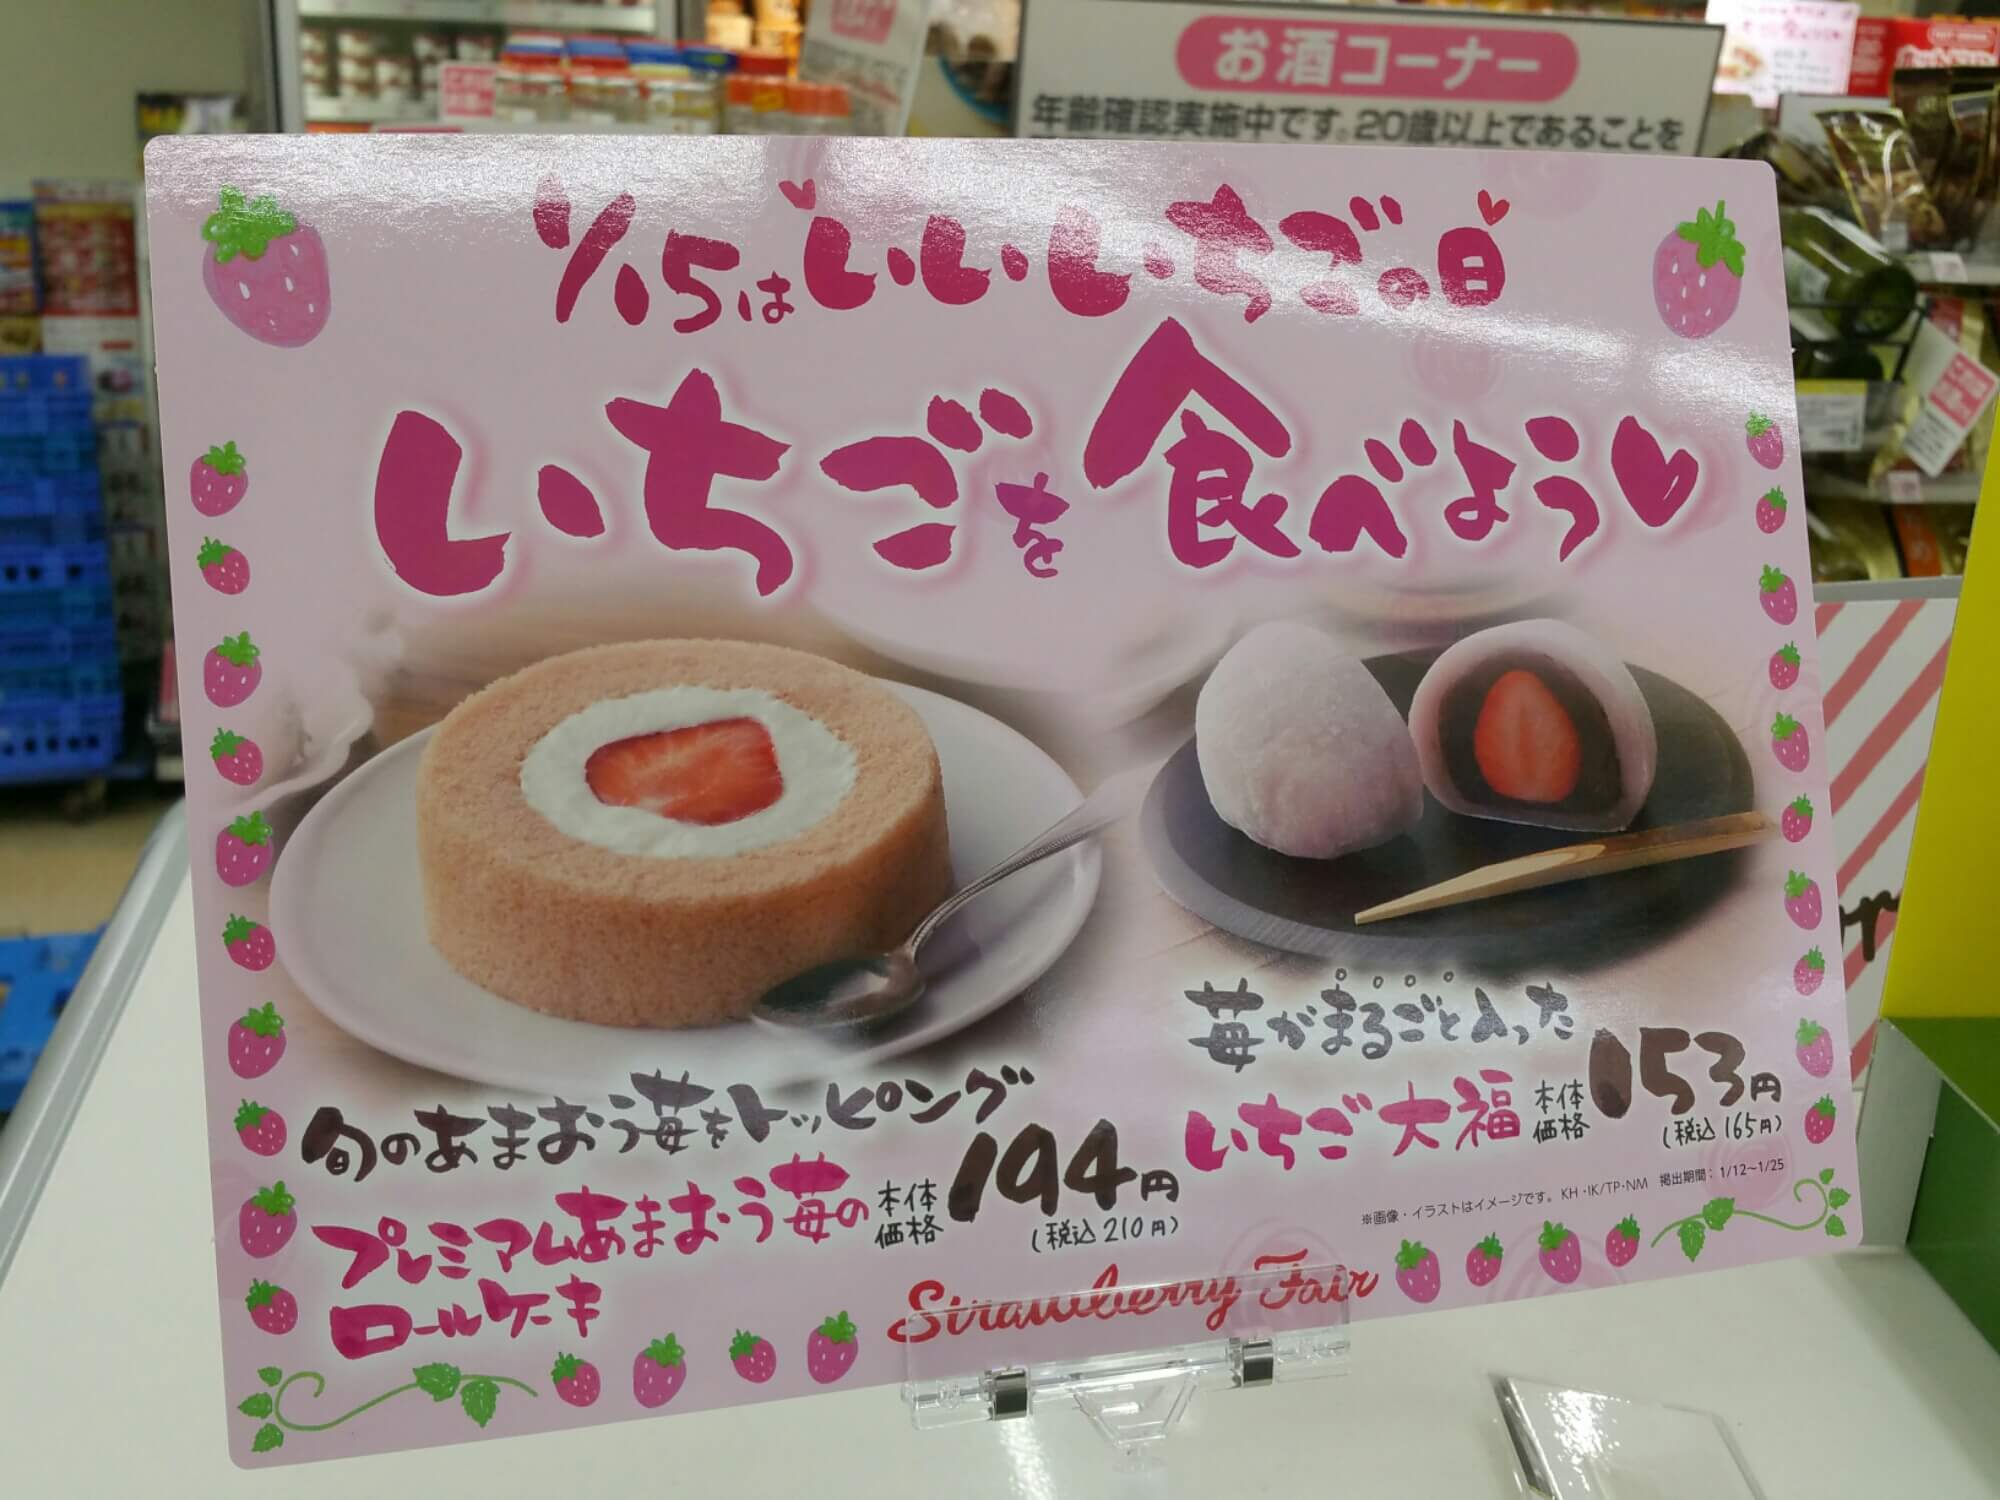 お酒コーナー
年齢確認実施中です。20歳以上であることを
1/15はいいいちごの日
いちごを食べよう
旬のあまおう苺をトッピング
プレミアムあまおう苺の
ロールケーキ
本体価格194円
(税込210円)
苺がまるごと入った
いちご大福
本体価格153円
(税込165円)
※画像・イラストはイメージです。KH・IK/TP・NM 掲出期間：1/12〜1/25
Strawberry Fair